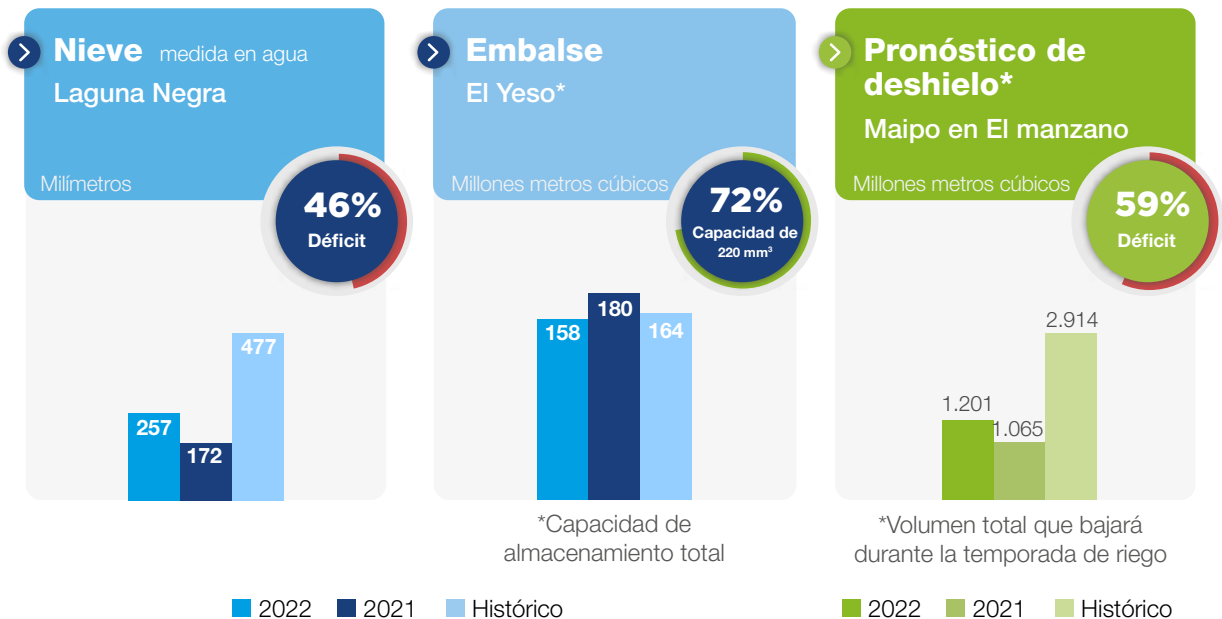 Nieve medida en agua
Laguna Negra
Milímetros
46%
Déficit
257
172
477
Embalse
El Yeso*
Millones metros cúbicos
72%
Capacidad de
220 mm³
158
180
164
*Capacidad de
almacenamiento total
2022 2021 Histórico
Pronóstico de
deshielo*
Maipo en El manzano
Millones metros cúbicos
59%
Déficit
1.201
1.065
2.914
*Volumen total que bajará
durante la temporada de riego
2022 2021 Histórico